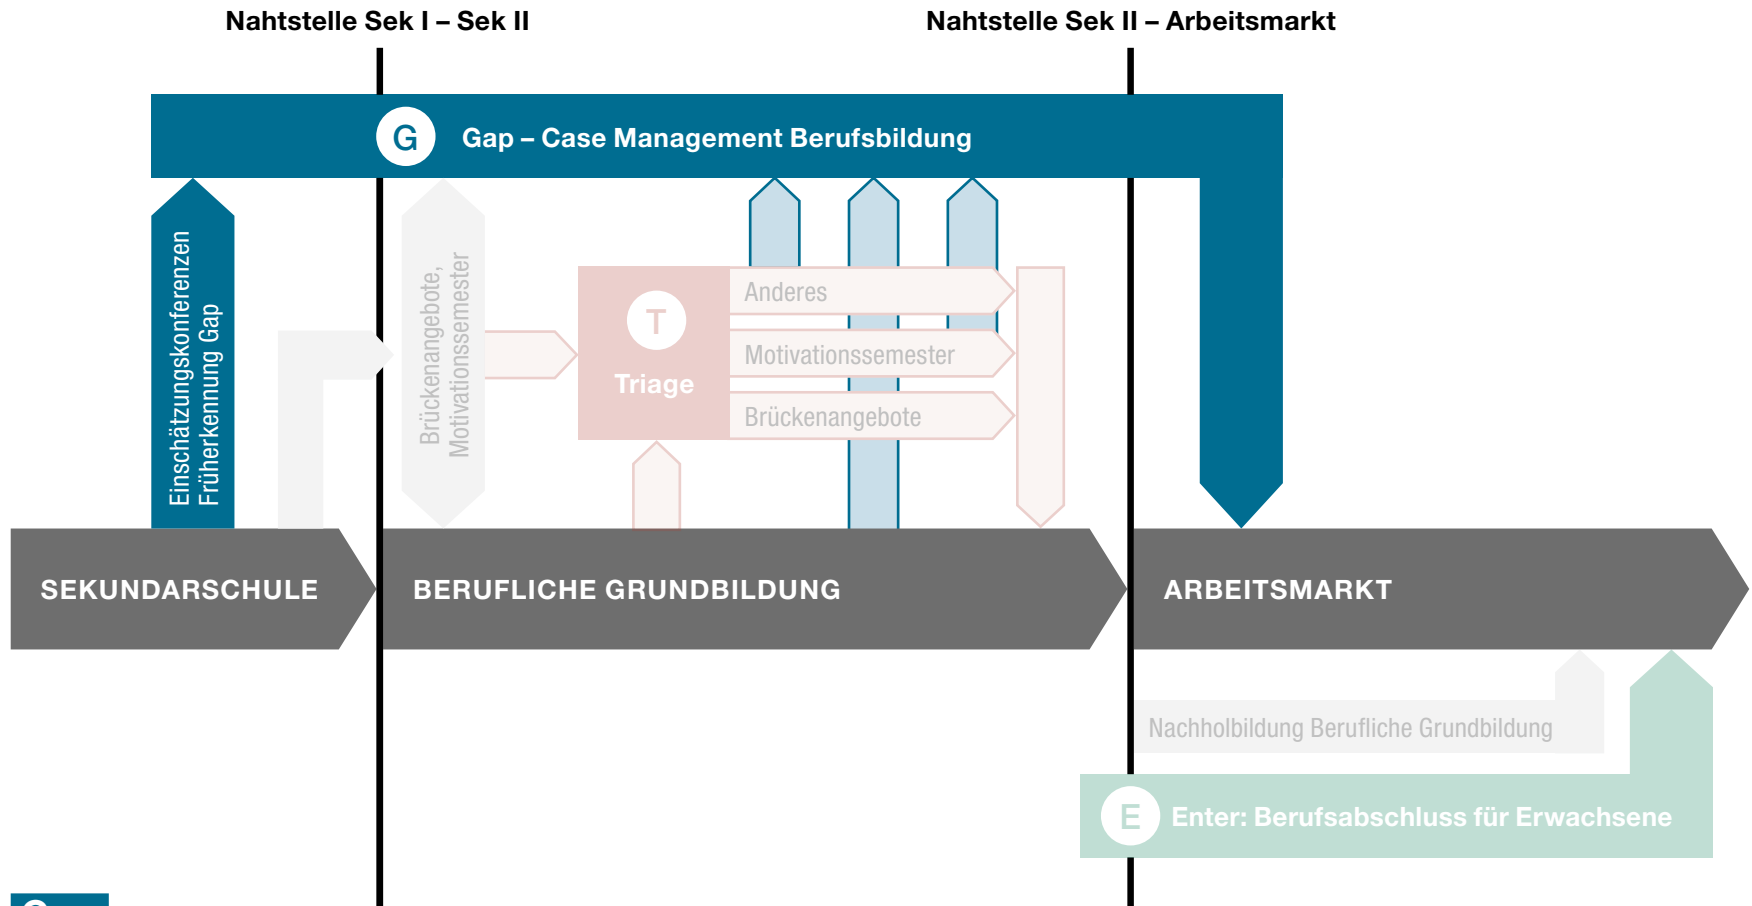 Nahtstelle Sek I – Sek II
Nahtstelle Sek II – Arbeitsmarkt
G
Gap – Case Management Berufsbildung
Einschätzungskonferenzen
Früherkennung Gap
Brückenangebote,
Motivationssemester
T
Triage
Anderes
Motivationssemester
Brückenangebote
SEKUNDARSCHULE
BERUFLICHE GRUNDBILDUNG
ARBEITSMARKT
Nachholbildung Berufliche Grundbildung
E
Enter: Berufsabschluss für Erwachsene